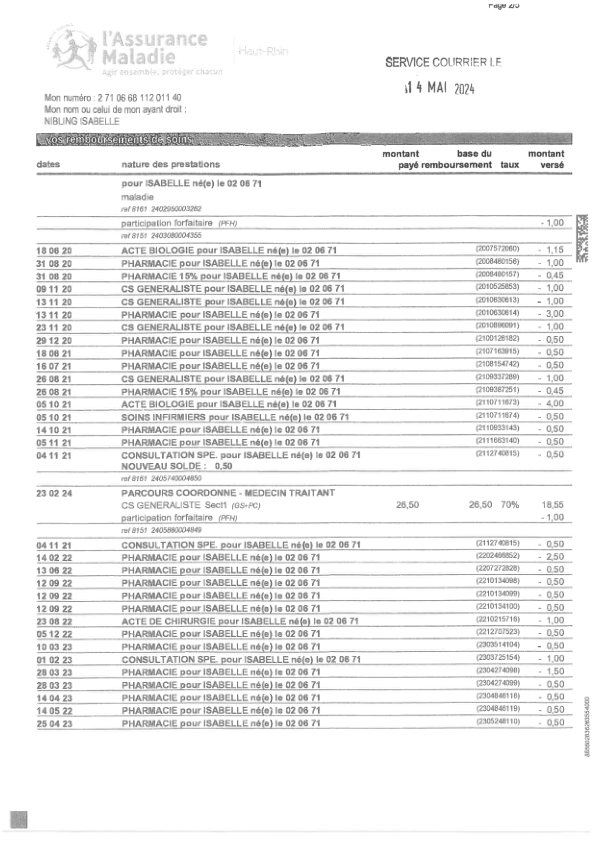 Page 2/5
l'Assurance
Maladie
Agir ensemble, protéger chacun
Haut-Rhin
SERVICE COURRIER LE
14 MAI 2024
Mon numéro : 2 71 06 68 112 011 40
Mon nom ou celui de mon ayant droit :
NIBLING ISABELLE
vos remboursements de soins
dates nature des prestations montant payé base du remboursement taux montant versé
pour ISABELLE né(e) le 02 06 71
maladie
ref 8161 2402950003262
participation forfaitaire (PFH) - 1,00
ref 8151 2403080004355
18 06 20 ACTE BIOLOGIE pour ISABELLE né(e) le 02 06 71 (2007572060) - 1,15
31 08 20 PHARMACIE pour ISABELLE né(e) le 02 06 71 (2008480156) - 1,00
31 08 20 PHARMACIE 15% pour ISABELLE né(e) le 02 06 71 (2008480157) - 0,45
09 11 20 CS GENERALISTE pour ISABELLE né(e) le 02 06 71 (2010525853) - 1,00
13 11 20 CS GENERALISTE pour ISABELLE né(e) le 02 06 71 (2010630613) - 1,00
13 11 20 PHARMACIE pour ISABELLE né(e) le 02 06 71 (2010630614) - 3,00
23 11 20 CS GENERALISTE pour ISABELLE né(e) le 02 06 71 (2010896091) - 1,00
29 12 20 PHARMACIE pour ISABELLE né(e) le 02 06 71 (2100126182) - 0,50
18 06 21 PHARMACIE pour ISABELLE né(e) le 02 06 71 (2107163915) - 0,50
16 07 21 PHARMACIE pour ISABELLE né(e) le 02 06 71 (2108154742) - 0,50
26 08 21 CS GENERALISTE pour ISABELLE né(e) le 02 06 71 (2109337289) - 1,00
26 08 21 PHARMACIE 15% pour ISABELLE né(e) le 02 06 71 (2109387251) - 0,45
05 10 21 ACTE BIOLOGIE pour ISABELLE né(e) le 02 06 71 (2110711673) - 4,00
05 10 21 SOINS INFIRMIERS pour ISABELLE né(e) le 02 06 71 (2110711674) - 0,50
14 10 21 PHARMACIE pour ISABELLE né(e) le 02 06 71 (2110933143) - 0,50
05 11 21 PHARMACIE pour ISABELLE né(e) le 02 06 71 (2111663140) - 0,50
04 11 21 CONSULTATION SPE. pour ISABELLE né(e) le 02 06 71 (2112740815) - 0,50
NOUVEAU SOLDE : 0,50
ref 8161 2405740004850
23 02 24 PARCOURS COORDONNE - MEDECIN TRAITANT
CS GENERALISTE Sect1 (GS+PC) 26,50 26,50 70% 18,55
participation forfaitaire (PFH) - 1,00
ref 8151 2405880004849
04 11 21 CONSULTATION SPE. pour ISABELLE né(e) le 02 06 71 (2112740815) - 0,50
14 02 22 PHARMACIE pour ISABELLE né(e) le 02 06 71 (2202466852) - 2,50
13 06 22 PHARMACIE pour ISABELLE né(e) le 02 06 71 (2207272828) - 0,50
12 09 22 PHARMACIE pour ISABELLE né(e) le 02 06 71 (2210134098) - 0,50
12 09 22 PHARMACIE pour ISABELLE né(e) le 02 06 71 (2210134099) - 0,50
12 09 22 PHARMACIE pour ISABELLE né(e) le 02 06 71 (2210134100) - 0,50
23 08 22 ACTE DE CHIRURGIE pour ISABELLE né(e) le 02 06 71 (2210215716) - 1,00
05 12 22 PHARMACIE pour ISABELLE né(e) le 02 06 71 (2212707523) - 0,50
10 03 23 PHARMACIE pour ISABELLE né(e) le 02 06 71 (2303514104) - 0,50
01 02 23 CONSULTATION SPE. pour ISABELLE né(e) le 02 06 71 (2303725154) - 1,00
28 03 23 PHARMACIE pour ISABELLE né(e) le 02 06 71 (2304274098) - 1,50
28 03 23 PHARMACIE pour ISABELLE né(e) le 02 06 71 (2304274099) - 0,50
14 04 23 PHARMACIE pour ISABELLE né(e) le 02 06 71 (2304846118) - 0,50
14 05 22 PHARMACIE pour ISABELLE né(e) le 02 06 71 (2304846119) - 0,50
25 04 23 PHARMACIE pour ISABELLE né(e) le 02 06 71 (2305248110) - 0,50